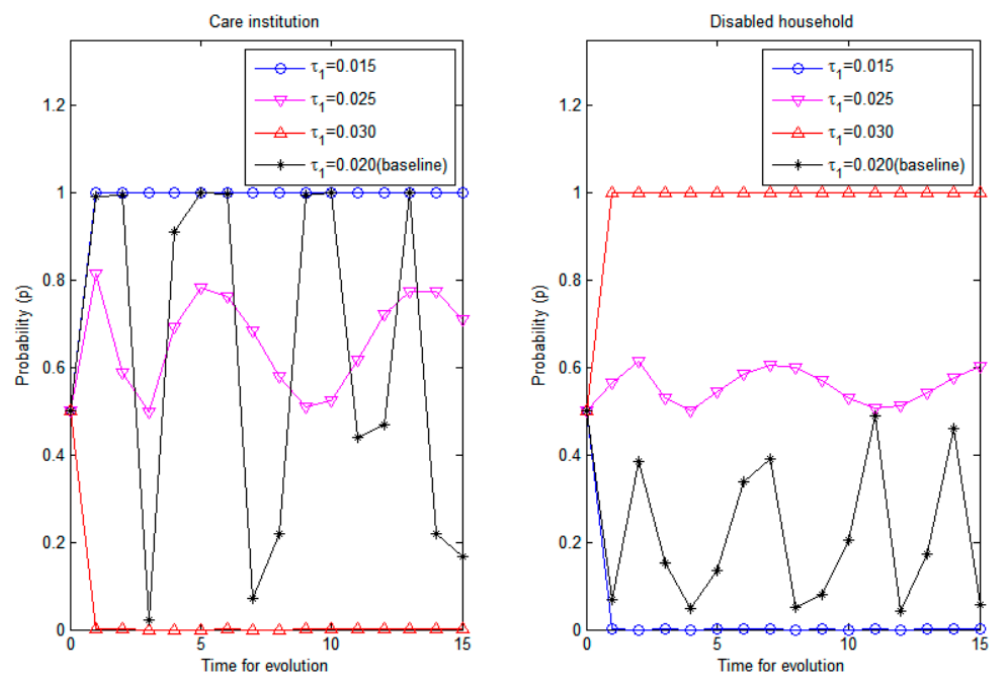 Care institution
τ1=0.015
τ1=0.025
τ1=0.030
τ1=0.020(baseline)
1.2
1
0.8
0.6
0.4
0.2
0
Probability (p)
0 5 10 15
Time for evolution
Disabled household
τ1=0.015
τ1=0.025
τ1=0.030
τ1=0.020(baseline)
1.2
1
0.8
0.6
0.4
0.2
0
Probability (p)
0 5 10 15
Time for evolution